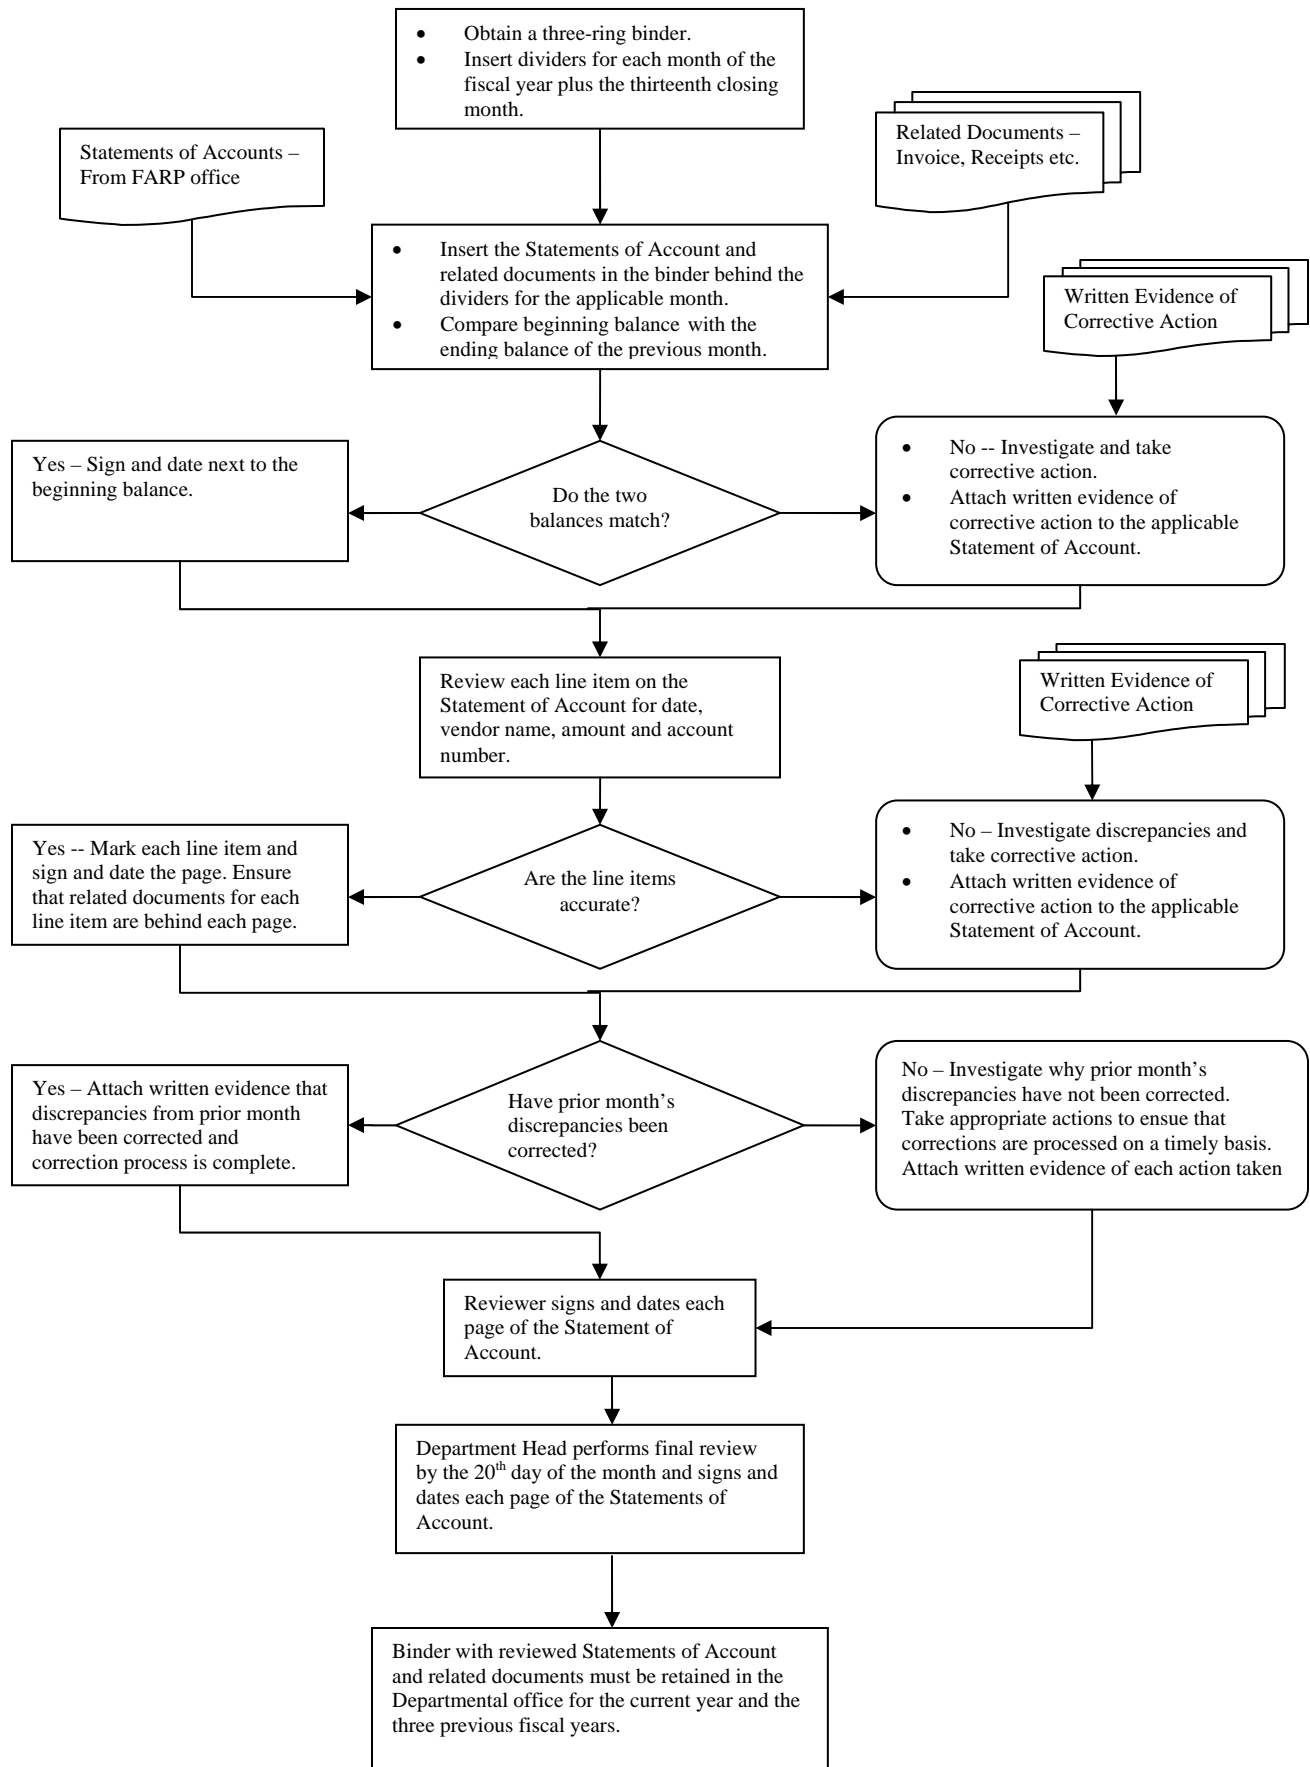 • Obtain a three-ring binder.
• Insert dividers for each month of the
fiscal year plus the thirteenth closing
month.
Statements of Accounts –
From FARP office
Related Documents –
Invoice, Receipts etc.
• Insert the Statements of Account and
related documents in the binder behind the
dividers for the applicable month.
• Compare beginning balance with the
ending balance of the previous month.
Written Evidence of
Corrective Action
Yes – Sign and date next to the
beginning balance.
Do the two
balances match?
• No -- Investigate and take
corrective action.
• Attach written evidence of
corrective action to the applicable
Statement of Account.
Review each line item on the
Statement of Account for date,
vendor name, amount and account
number.
Written Evidence of
Corrective Action
Yes -- Mark each line item and
sign and date the page. Ensure
that related documents for each
line item are behind each page.
Are the line items
accurate?
• No – Investigate discrepancies and
take corrective action.
• Attach written evidence of
corrective action to the applicable
Statement of Account.
Yes – Attach written evidence that
discrepancies from prior month
have been corrected and
correction process is complete.
Have prior month’s
discrepancies been
corrected?
No – Investigate why prior month’s
discrepancies have not been corrected.
Take appropriate actions to ensure that
corrections are processed on a timely basis.
Attach written evidence of each action taken
Reviewer signs and dates each
page of the Statement of
Account.
Department Head performs final review
by the 20th day of the month and signs and
dates each page of the Statements of
Account.
Binder with reviewed Statements of Account
and related documents must be retained in the
Departmental office for the current year and the
three previous fiscal years.